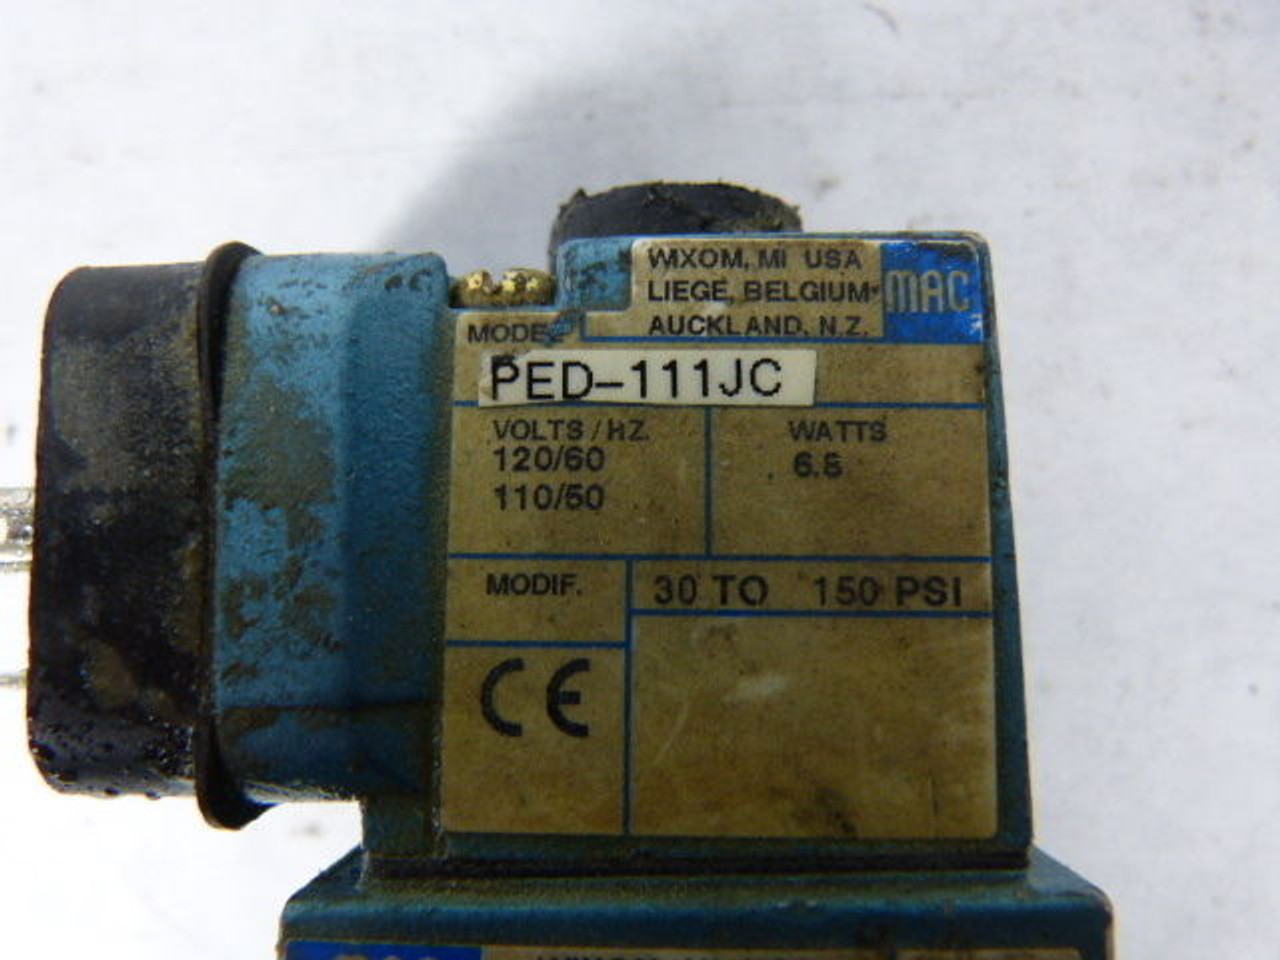 WIXOM, MI USA
LIEGE, BELGIUM
AUCKLAND, N.Z.
MAC
MODEL
PED-111JC
VOLTS/HZ.
120/60
110/50
WATTS
6.8
MODIF.
30 TO 150 PSI
CE